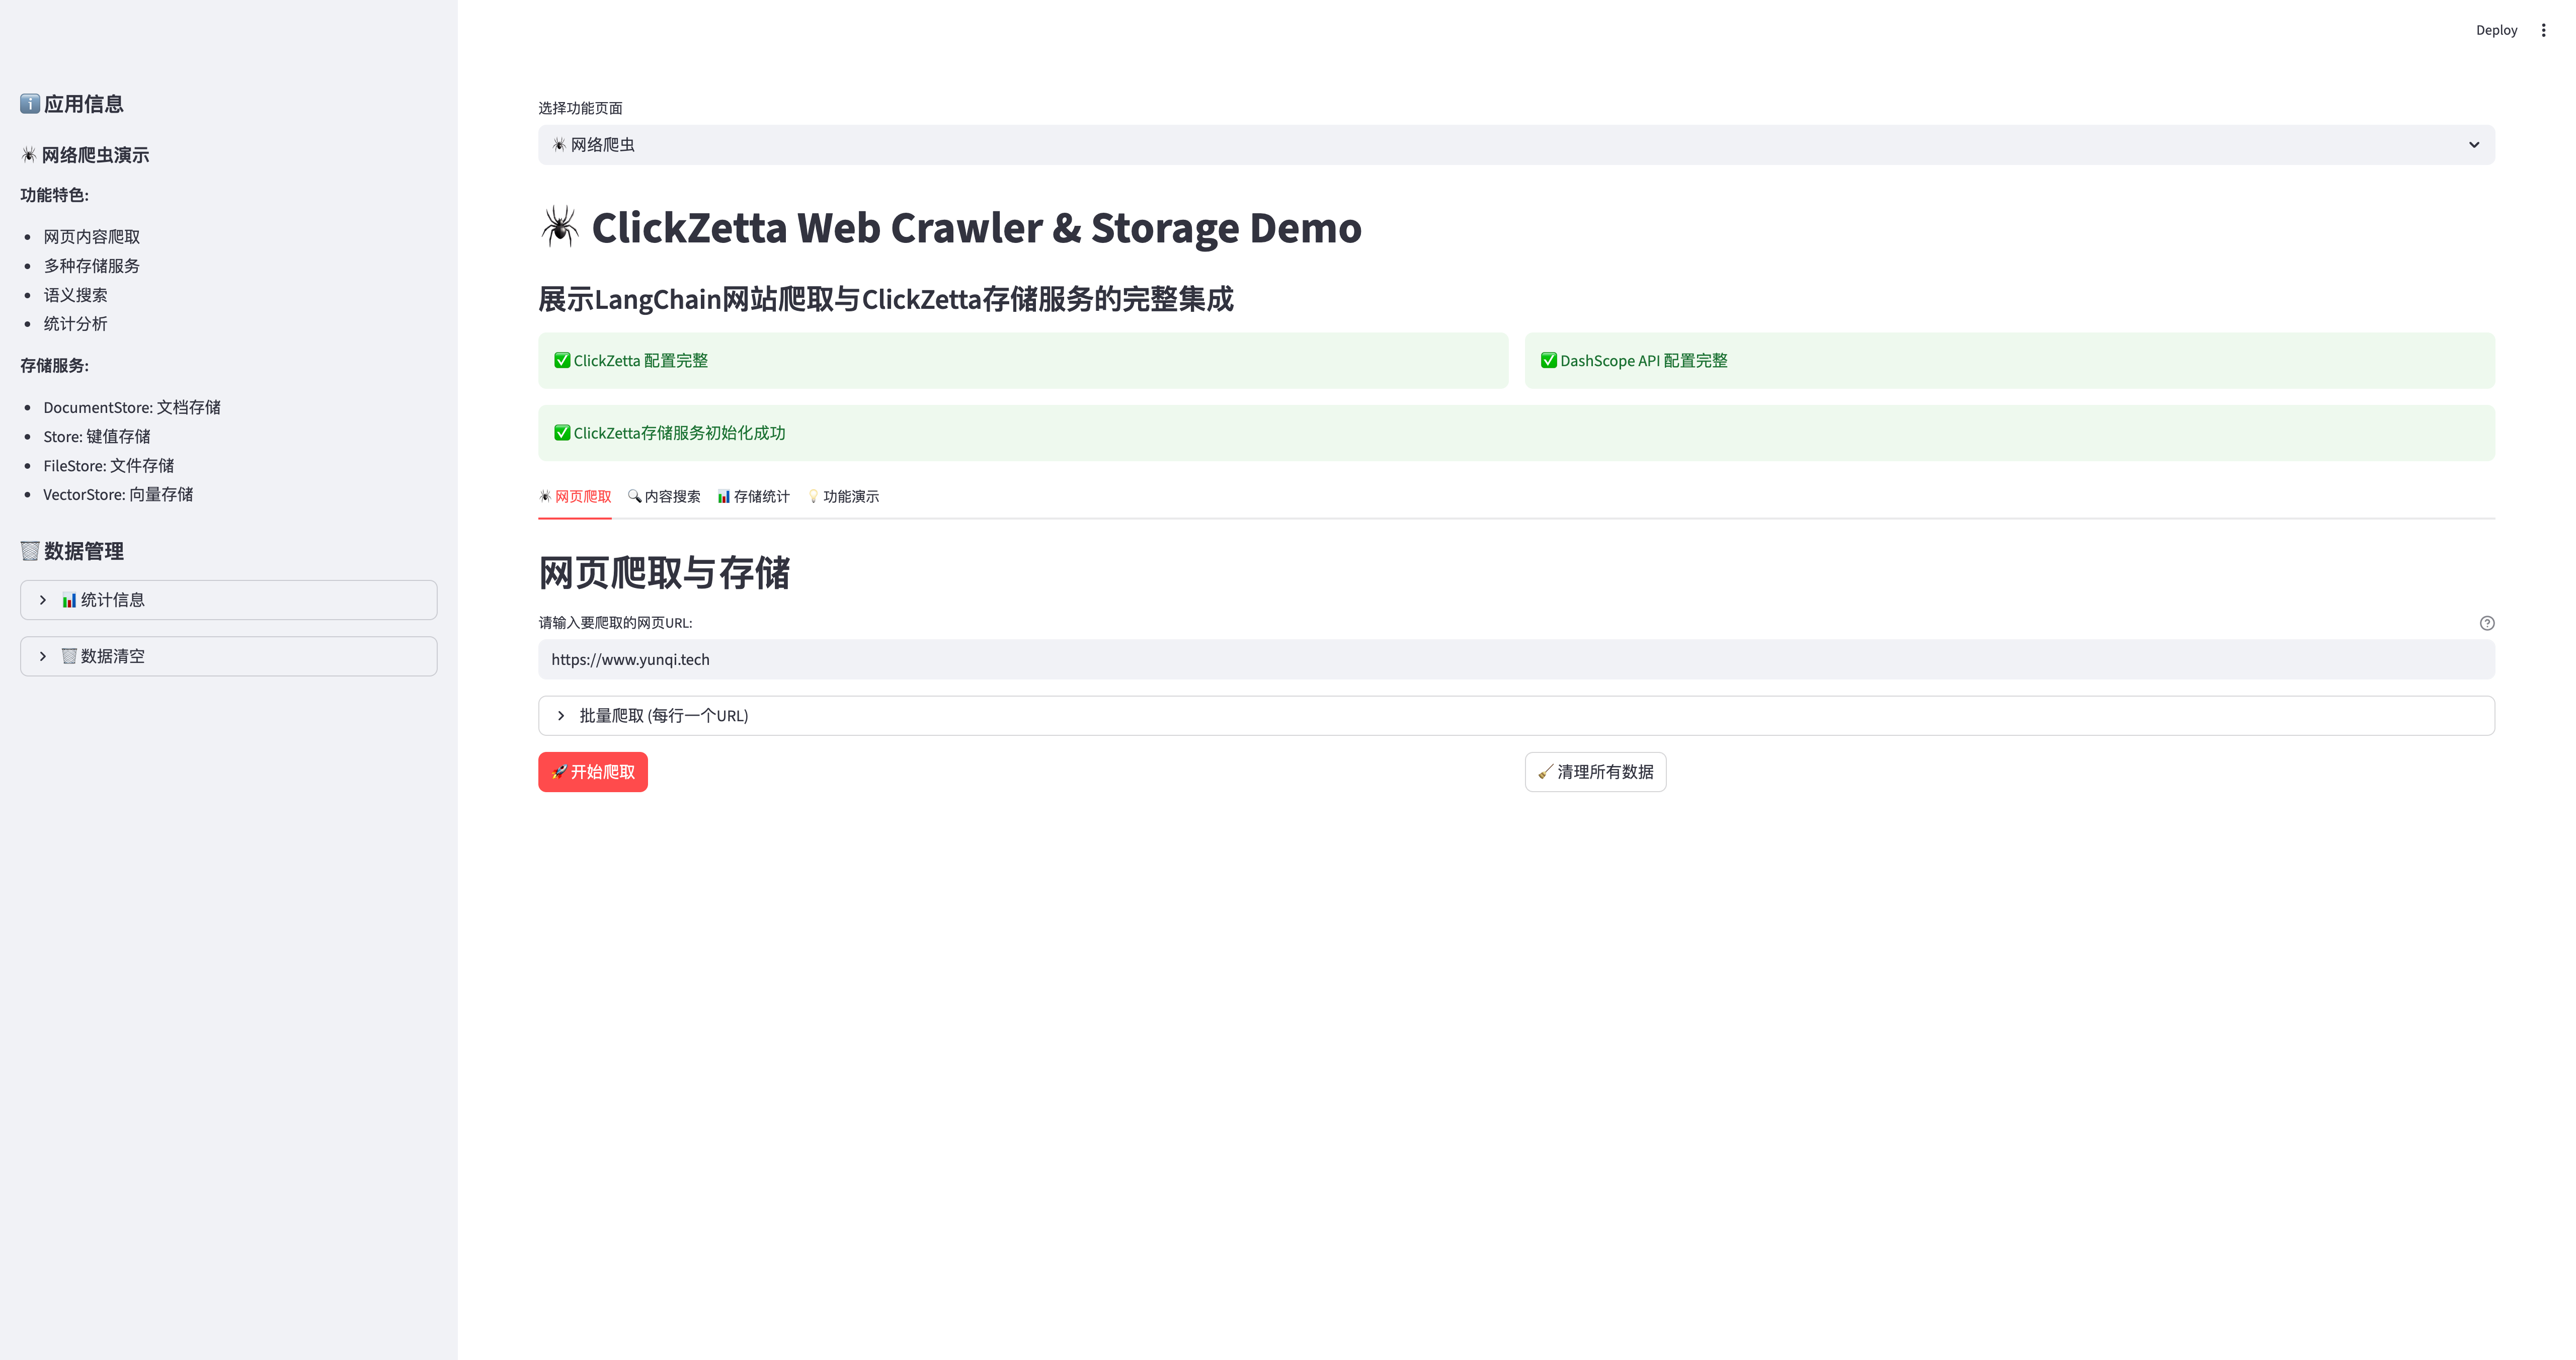 Deploy
ℹ️ 应用信息
🕷️ 网络爬虫演示
功能特色:
网页内容爬取
多种存储服务
语义搜索
统计分析
存储服务:
DocumentStore: 文档存储
Store: 键值存储
FileStore: 文件存储
VectorStore: 向量存储
🗑️ 数据管理
📊 统计信息
🗑️ 数据清空
选择功能页面
🕷️ 网络爬虫
🕷️ ClickZetta Web Crawler & Storage Demo
展示LangChain网站爬取与ClickZetta存储服务的完整集成
✅ ClickZetta 配置完整
✅ DashScope API 配置完整
✅ ClickZetta存储服务初始化成功
🕷️ 网页爬取 🔍 内容搜索 📊 存储统计 💡 功能演示
网页爬取与存储
请输入要爬取的网页URL:
https://www.yunqi.tech
批量爬取 (每行一个URL)
🚀 开始爬取
🧹 清理所有数据